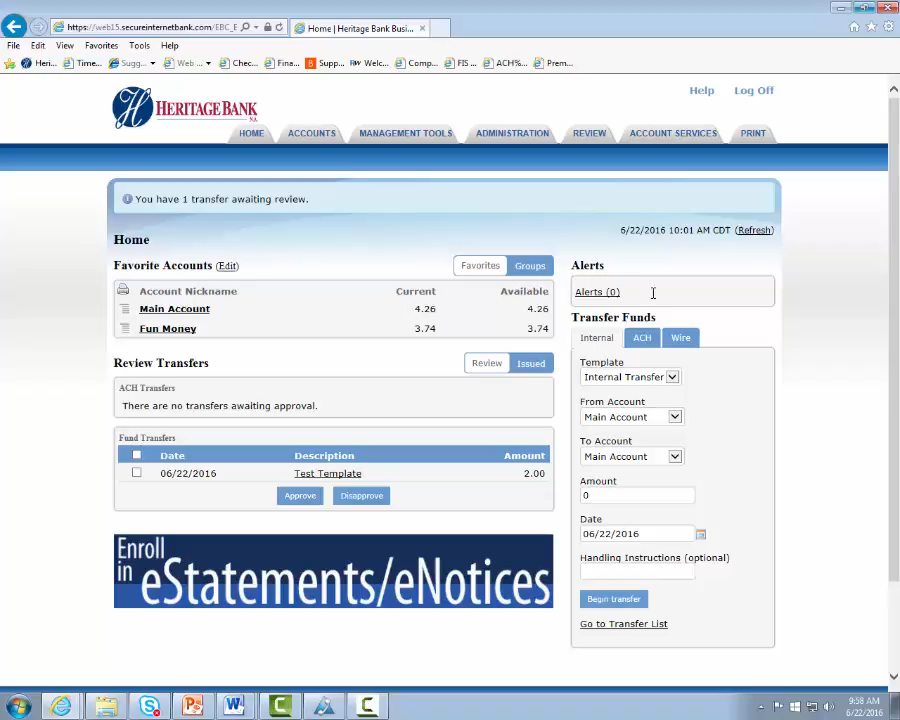 https://web15.secureinternetbank.com/EBC_E
Home | Heritage Bank Busi...
File Edit View Favorites Tools Help
Heri... Time... Sugg... Web ... Chec... Fina... Supp... Welc... Comp... FIS ... ACH%... Prem...
Help Log Off
H HERITAGE BANK N.A.
HOME ACCOUNTS MANAGEMENT TOOLS ADMINISTRATION REVIEW ACCOUNT SERVICES PRINT
You have 1 transfer awaiting review.
6/22/2016 10:01 AM CDT (Refresh)
Home
Favorite Accounts (Edit) Favorites Groups
Account Nickname Current Available
Main Account 4.26 4.26
Fun Money 3.74 3.74
Review Transfers Review Issued
ACH Transfers
There are no transfers awaiting approval.
Fund Transfers
Date Description Amount
06/22/2016 Test Template 2.00
Approve Disapprove
Enroll in eStatements/eNotices
Alerts
Alerts (0)
Transfer Funds
Internal ACH Wire
Template
Internal Transfer
From Account
Main Account
To Account
Main Account
Amount
0
Date
06/22/2016
Handling Instructions (optional)
Begin transfer
Go to Transfer List
9:58 AM
6/22/2016